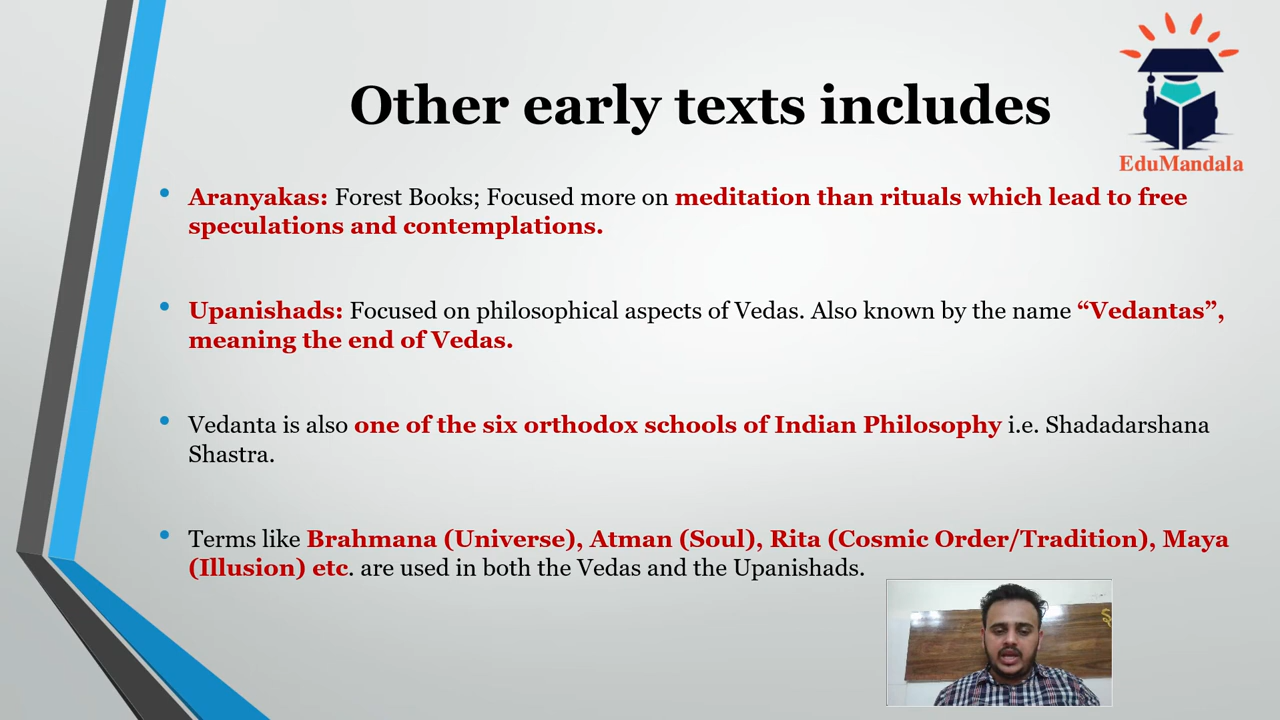 Other early texts includes
EduMandala
• Aranyakas: Forest Books; Focused more on meditation than rituals which lead to free
speculations and contemplations.
• Upanishads: Focused on philosophical aspects of Vedas. Also known by the name “Vedantas”,
meaning the end of Vedas.
• Vedanta is also one of the six orthodox schools of Indian Philosophy i.e. Shadadarshana
Shastra.
• Terms like Brahmana (Universe), Atman (Soul), Rita (Cosmic Order/Tradition), Maya
(Illusion) etc. are used in both the Vedas and the Upanishads.